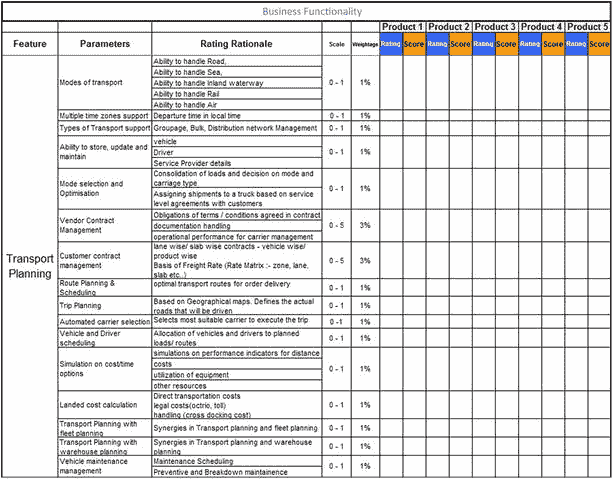 Business Functionality
Product 1 Product 2 Product 3 Product 4 Product 5
Feature Parameters Rating Rationale Scale Weightage Rating Score Rating Score Rating Score Rating Score Rating Score
Transport Planning
Modes of transport 0 - 1 1%
Ability to handle Road,
Ability to handle Sea,
Ability to handle Inland waterway
Ability to handle Rail
Ability to handle Air
Multiple time zones support Departure time in local time 0 - 1 1%
Types of Transport support Groupage, Bulk, Distribution network Management 0 - 1 1%
Ability to store, update and maintain 0 - 1 1%
vehicle
Driver
Service Provider details
Mode selection and Optimisation 0 - 1 1%
Consolidation of loads and decision on mode and carriage type
Assigning shipments to a truck based on service level agreements with customers
Vendor Contract Management 0 - 5 3%
Obligations of terms / conditions agreed in contract
documentation handling
operational performance for carrier management
Customer contract management 0 - 5 3%
lane wise/ slab wise contracts - vehicle wise/ product wise
Basis of Freight Rate (Rate Matrix :- zone, lane, slab etc..)
Route Planning & Scheduling optimal transport routes for order delivery 0 - 1 1%
Trip Planning Based on Geographical maps. Defines the actual roads that will be driven 0 - 1 1%
Automated carrier selection Selects most suitable carrier to execute the trip 0 -1 1%
Vehicle and Driver scheduling Allocation of vehicles and drivers to planned loads/ routes 0 - 1 1%
Simulation on cost/time options 0 - 1 1%
simulations on performance indicators for distance
costs
utilization of equipment
other resources
Landed cost calculation 0 - 1 1%
Direct transportation costs
legal costs(octrio, toll)
handling (cross docking cost)
Transport Planning with fleet planning Synergies in Transport planning and fleet planning 0 - 1 1%
Transport Planning with warehouse planning Synergies in Transport planning and warehouse planning 0 - 1 1%
Vehicle maintenance management 0 - 1 1%
Maintenance Scheduling
Preventive and Breakdown maintainence